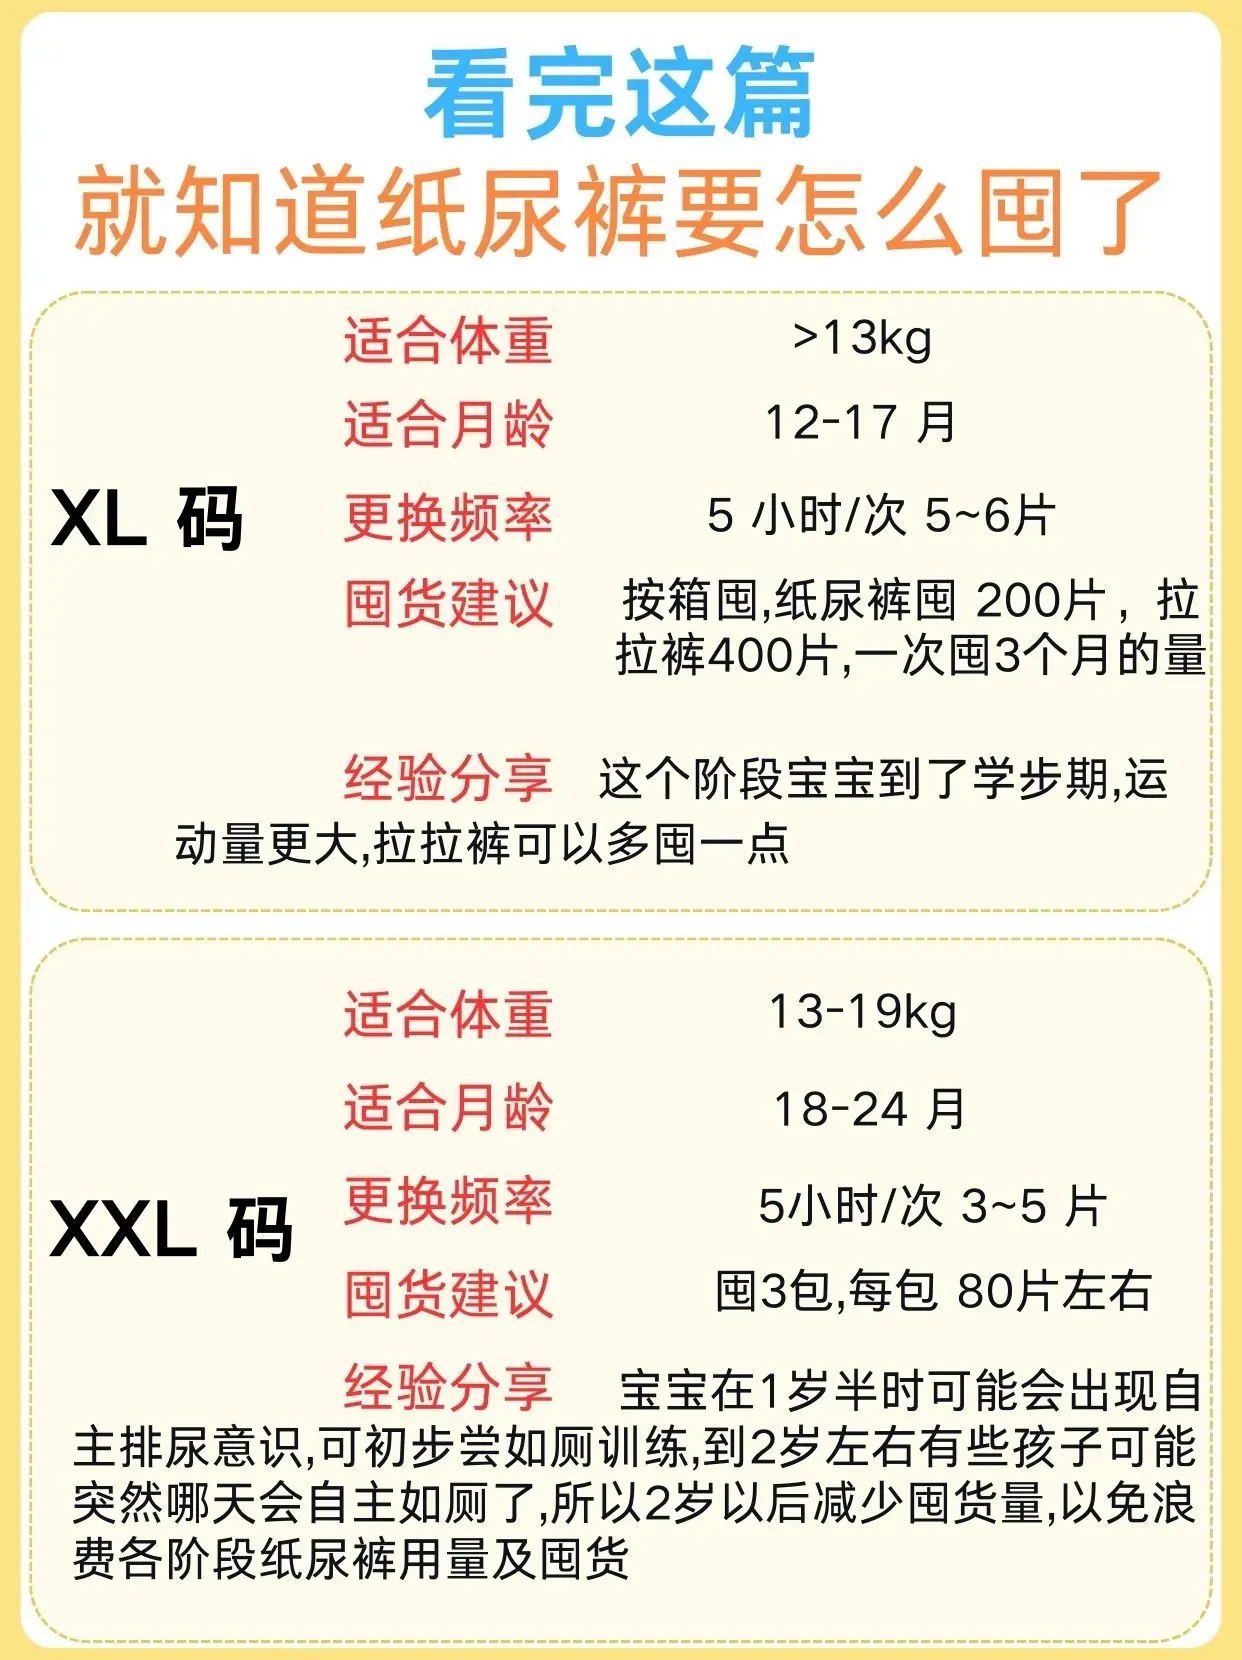 看完这篇
就知道纸尿裤要怎么囤了
适合体重 >13kg
适合月龄 12-17 月
XL 码 更换频率 5 小时/次 5~6片
囤货建议 按箱囤,纸尿裤囤 200片，拉
拉裤400片,一次囤3个月的量
经验分享 这个阶段宝宝到了学步期,运
动量更大,拉拉裤可以多囤一点
适合体重 13-19kg
适合月龄 18-24 月
XXL 码 更换频率 5小时/次 3~5 片
囤货建议 囤3包,每包 80片左右
经验分享 宝宝在1岁半时可能会出现自
主排尿意识,可初步尝如厕训练,到2岁左右有些孩子可能
突然哪天会自主如厕了,所以2岁以后减少囤货量,以免浪
费各阶段纸尿裤用量及囤货